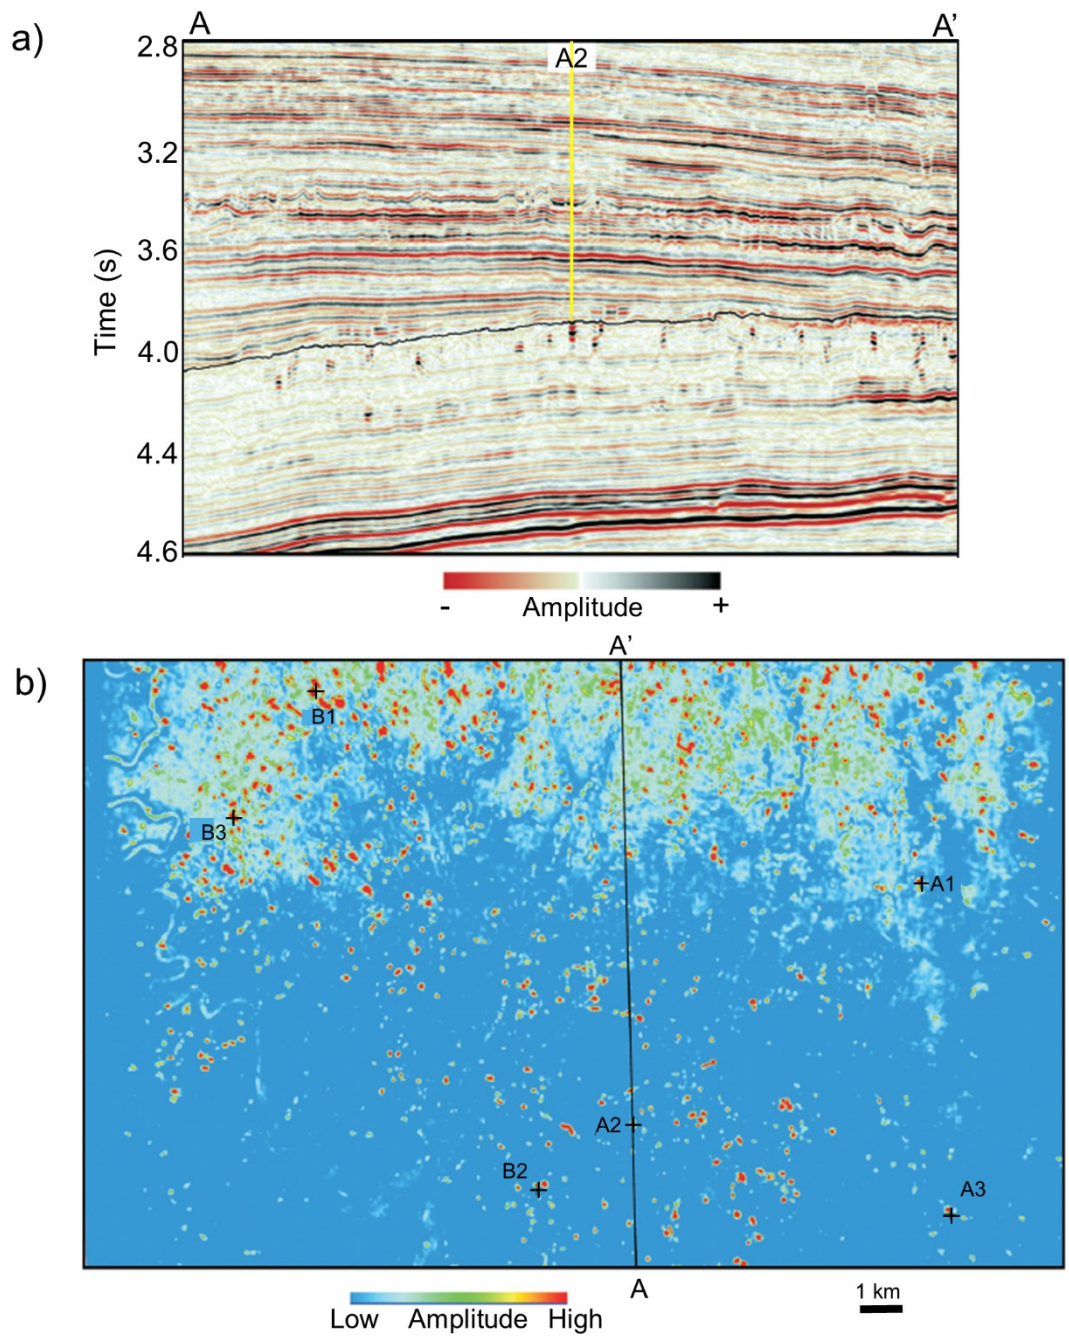 a)
A
A'
2.8
A2
3.2
3.6
Time (s)
4.0
4.4
4.6
- Amplitude +
b)
A'
B1
B3
A1
A2
B2
A3
A
1 km
Low Amplitude High